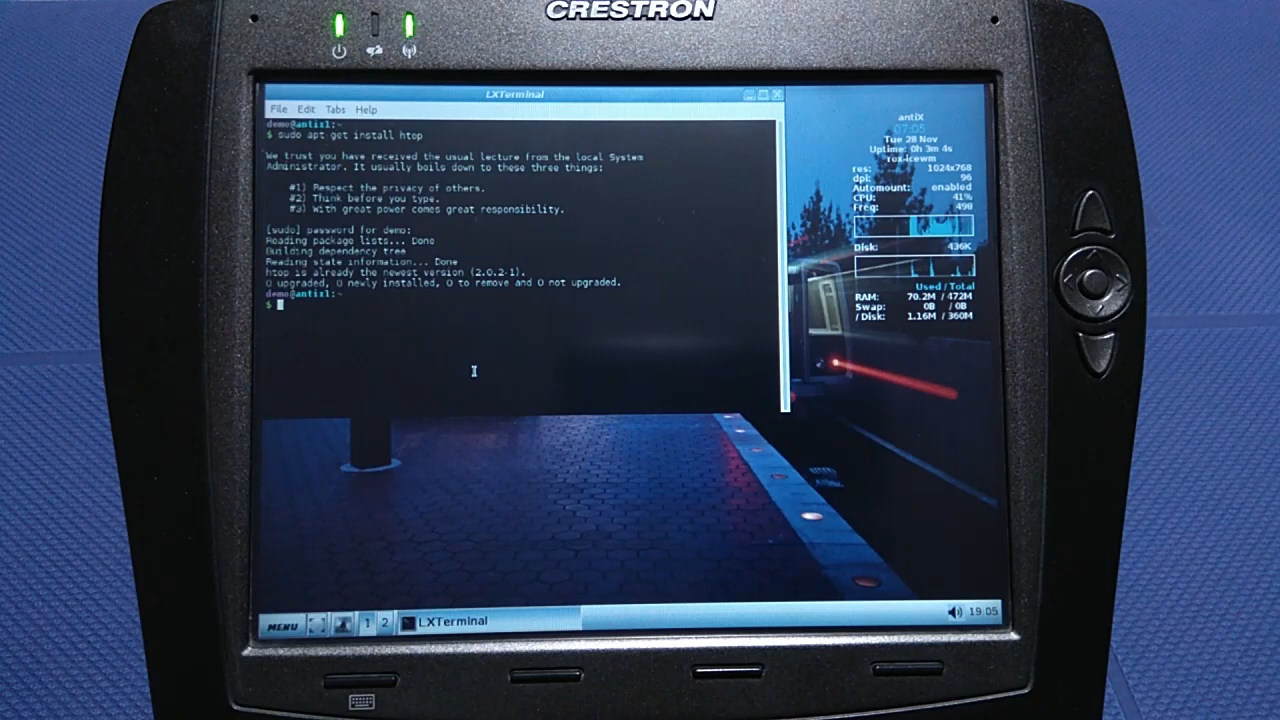 CRESTRON
LXTerminal
File Edit Tabs Help
demo@antix1:~
$ sudo apt-get install htop
We trust you have received the usual lecture from the local System
Administrator. It usually boils down to these three things:
#1) Respect the privacy of others.
#2) Think before you type.
#3) With great power comes great responsibility.
[sudo] password for demo:
Reading package lists... Done
Building dependency tree
Reading state information... Done
htop is already the newest version (2.0.2-1).
0 upgraded, 0 newly installed, 0 to remove and 0 not upgraded.
demo@antix1:~
$
antiX
07:05
Tue 28 Nov
Uptime: 0h 3m 4s
rox-icewm
res: 1024x768
dpi: 96
Automount: enabled
CPU: 41%
Freq: 498
Disk: 436K
Used / Total
RAM: 70.2M / 472M
Swap: 0B / 0B
/ Disk: 1.16M / 360M
MENU 1 2 LXTerminal 19:05